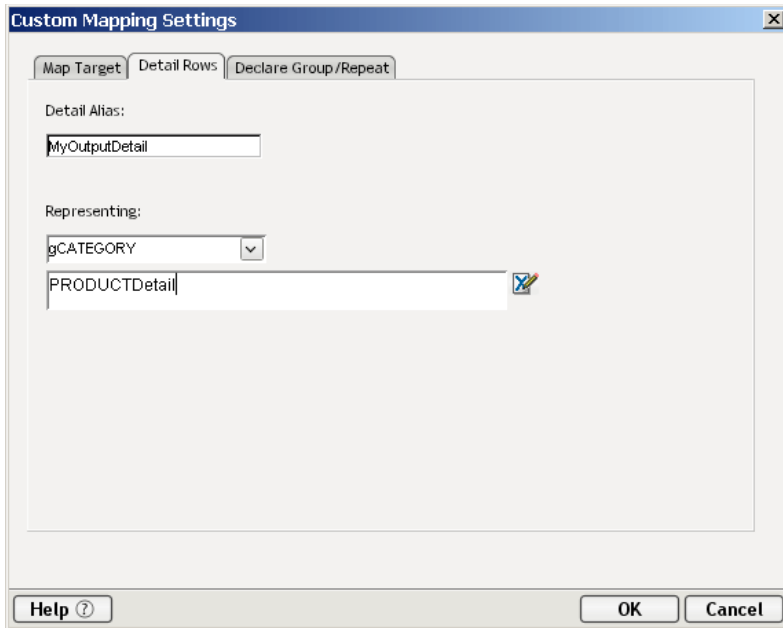 Custom Mapping Settings
Map Target Detail Rows Declare Group/Repeat
Detail Alias:
MyOutputDetail
Representing:
gCATEGORY
PRODUCTDetail
Help ? OK Cancel